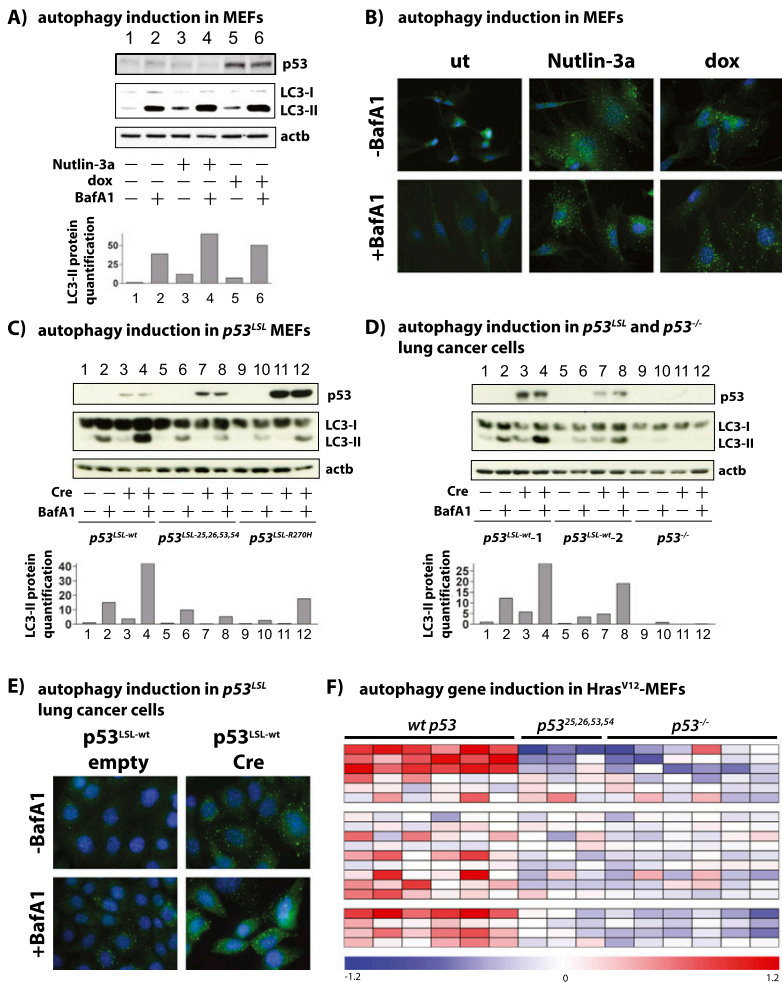 A) autophagy induction in MEFs
1 2 3 4 5 6
p53
LC3-I
LC3-II
actb
Nutlin-3a – – + + – –
dox – – – – + +
BafA1 – + – + – +
LC3-II protein
quantification
50
25
0
1 2 3 4 5 6
B) autophagy induction in MEFs
ut Nutlin-3a dox
-BafA1
+BafA1
C) autophagy induction in p53LSL MEFs
1 2 3 4 5 6 7 8 9 10 11 12
p53
LC3-I
LC3-II
actb
Cre – – + + – – + + – – + +
BafA1 – + – + – + – + – + – +
p53LSL-wt p53LSL-25,26,53,54 p53LSL-R270H
LC3-II protein
quantification
40
30
20
10
0
1 2 3 4 5 6 7 8 9 10 11 12
D) autophagy induction in p53LSL and p53-/-
lung cancer cells
1 2 3 4 5 6 7 8 9 10 11 12
p53
LC3-I
LC3-II
actb
Cre – – + + – – + + – – + +
BafA1 – + – + – + – + – + – +
p53LSL-wt-1 p53LSL-wt-2 p53-/-
LC3-II protein
quantification
25
20
15
10
5
0
1 2 3 4 5 6 7 8 9 10 11 12
E) autophagy induction in p53LSL
lung cancer cells
p53LSL-wt p53LSL-wt
empty Cre
-BafA1
+BafA1
F) autophagy gene induction in HrasV12-MEFs
wt p53 p5325,26,53,54 p53-/-
-1.2 0 1.2